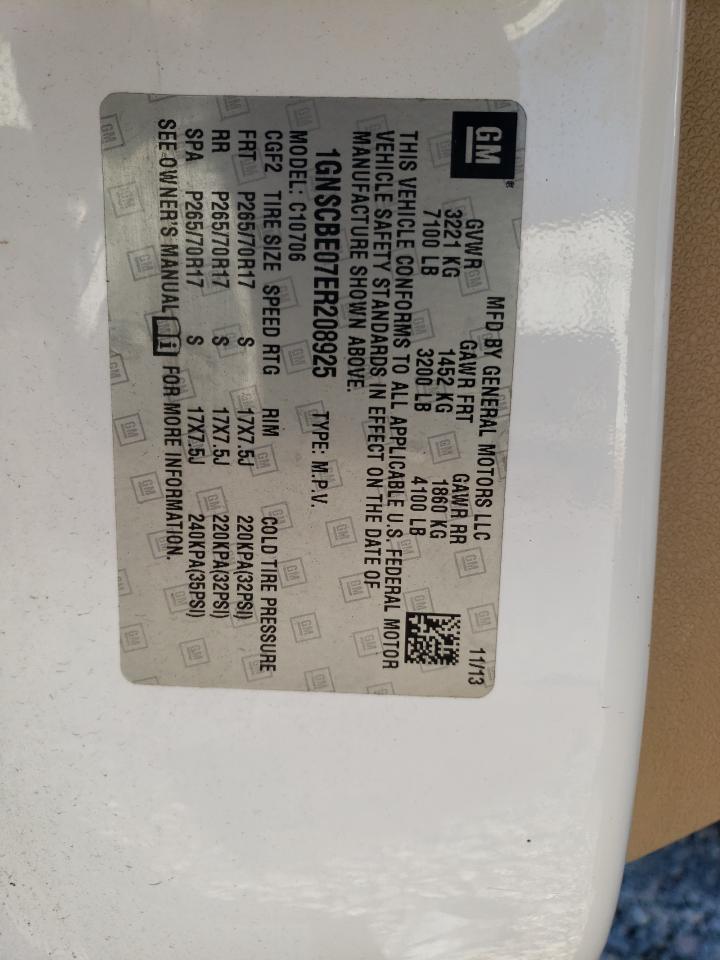 GM
MFD BY GENERAL MOTORS LLC 11/13
GVWR GAWR FRT GAWR RR
3221 KG 1452 KG 1860 KG
7100 LB 3200 LB 4100 LB
THIS VEHICLE CONFORMS TO ALL APPLICABLE U.S. FEDERAL MOTOR
VEHICLE SAFETY STANDARDS IN EFFECT ON THE DATE OF
MANUFACTURE SHOWN ABOVE.
1GNSCBE07ER208925 TYPE: M.P.V.
MODEL: C10706
CGF2 TIRE SIZE SPEED RTG RIM COLD TIRE PRESSURE
FRT P265/70R17 S 17X7.5J 220KPA(32PSI)
RR P265/70R17 S 17X7.5J 220KPA(32PSI)
SPA P265/70R17 S 17X7.5J 240KPA(35PSI)
SEE OWNER'S MANUAL i FOR MORE INFORMATION.